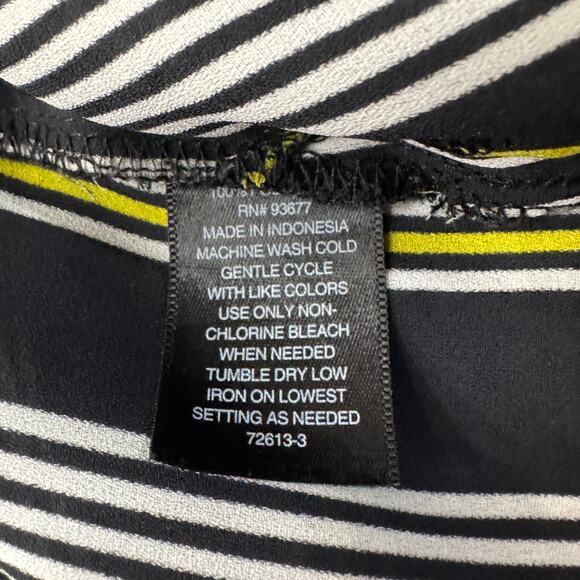 100%
RN# 93677
MADE IN INDONESIA
MACHINE WASH COLD
GENTLE CYCLE
WITH LIKE COLORS
USE ONLY NON-
CHLORINE BLEACH
WHEN NEEDED
TUMBLE DRY LOW
IRON ON LOWEST
SETTING AS NEEDED
72613-3